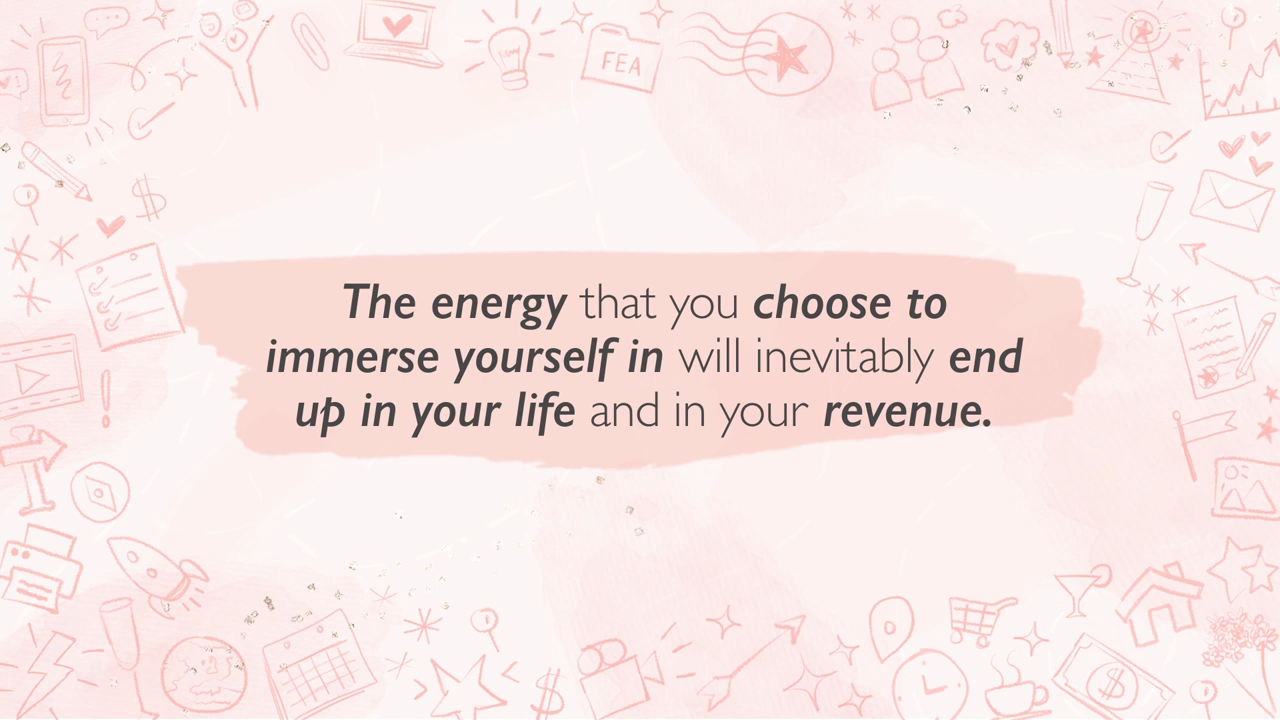 FEA
The energy that you choose to
immerse yourself in will inevitably end
up in your life and in your revenue.
$
$
$